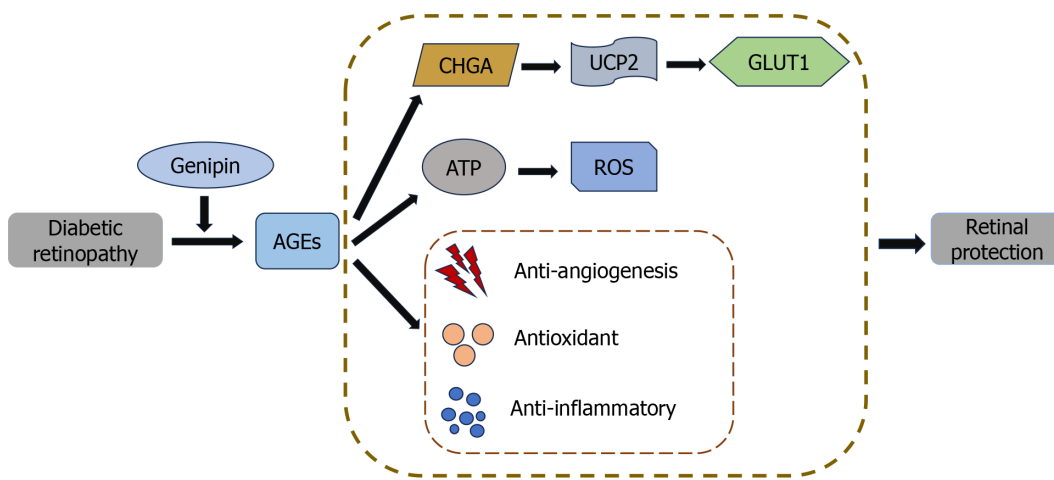 CHGA
UCP2
GLUT1
Genipin
ATP
ROS
Diabetic
retinopathy
AGEs
Anti-angiogenesis
Antioxidant
Anti-inflammatory
Retinal
protection